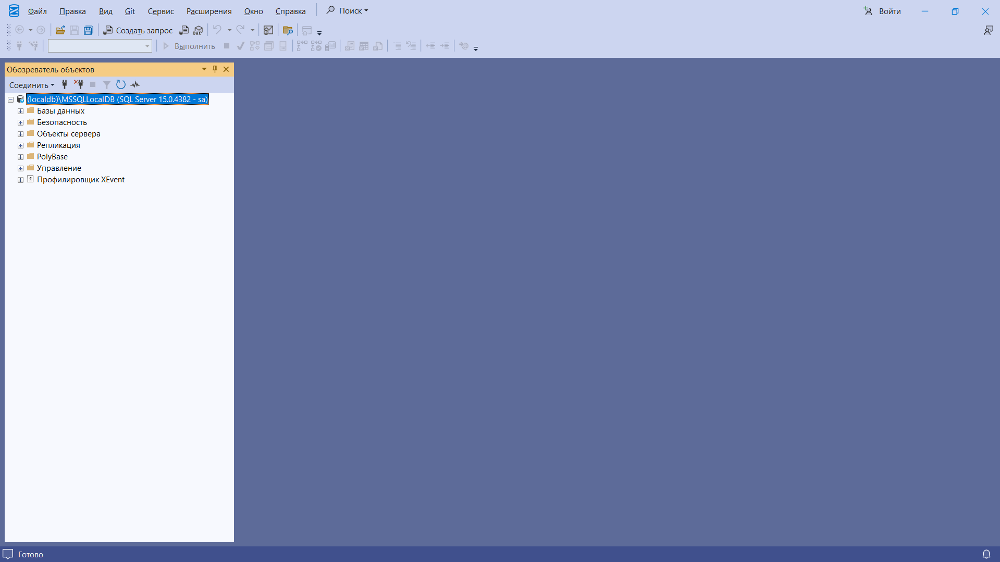 Файл Правка Вид Git Сервис Расширения Окно Справка Поиск Войти
Создать запрос DAX
Выполнить
Обозреватель объектов
Соединить
(localdb)\MSSQLLocalDB (SQL Server 15.0.4382 - sa)
Базы данных
Безопасность
Объекты сервера
Репликация
PolyBase
Управление
Профилировщик XEvent
Готово